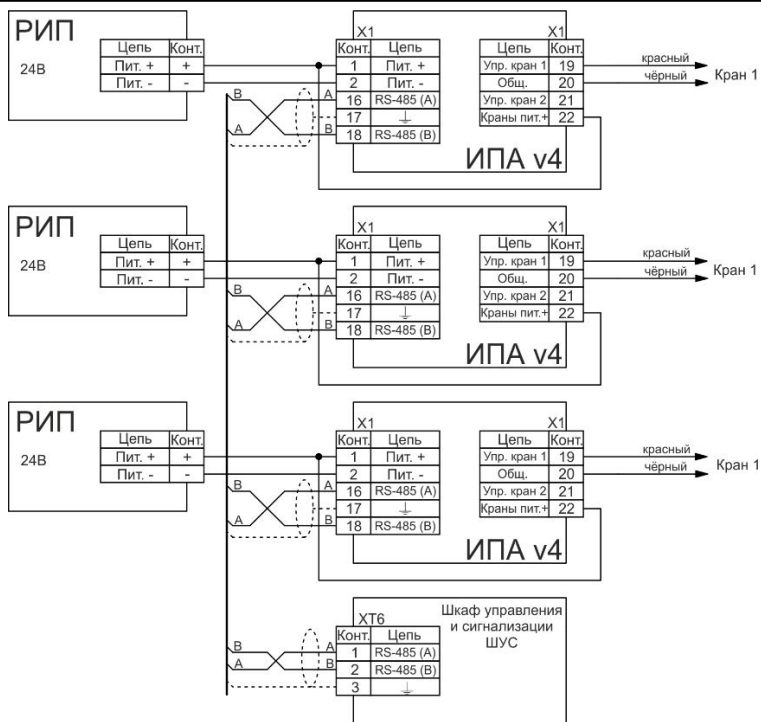 РИП
24В
Цепь Конт.
Пит. + +
Пит. - -
X1
Конт. Цепь
1 Пит. +
2 Пит. -
16 RS-485 (A)
17
18 RS-485 (B)
X1
Цепь Конт.
Упр. кран 1 19
Общ. 20
Упр. кран 2 21
Краны пит.+ 22
красный
чёрный
Кран 1
B A
A B
ИПА v4
РИП
24В
Цепь Конт.
Пит. + +
Пит. - -
X1
Конт. Цепь
1 Пит. +
2 Пит. -
16 RS-485 (A)
17
18 RS-485 (B)
X1
Цепь Конт.
Упр. кран 1 19
Общ. 20
Упр. кран 2 21
Краны пит.+ 22
красный
чёрный
Кран 1
B A
A B
ИПА v4
РИП
24В
Цепь Конт.
Пит. + +
Пит. - -
X1
Конт. Цепь
1 Пит. +
2 Пит. -
16 RS-485 (A)
17
18 RS-485 (B)
X1
Цепь Конт.
Упр. кран 1 19
Общ. 20
Упр. кран 2 21
Краны пит.+ 22
красный
чёрный
Кран 1
B A
A B
ИПА v4
Шкаф управления
и сигнализации
ШУС
XT6
Конт. Цепь
1 RS-485 (A)
2 RS-485 (B)
3
B A
A B